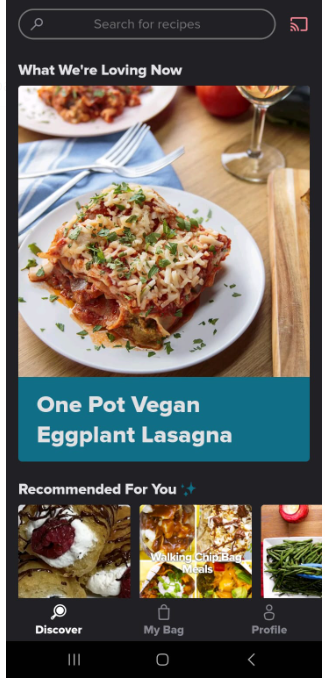 Search for recipes
What We're Loving Now
One Pot Vegan
Eggplant Lasagna
Recommended For You
Walking Chip Bag
Meals
Discover
My Bag
Profile